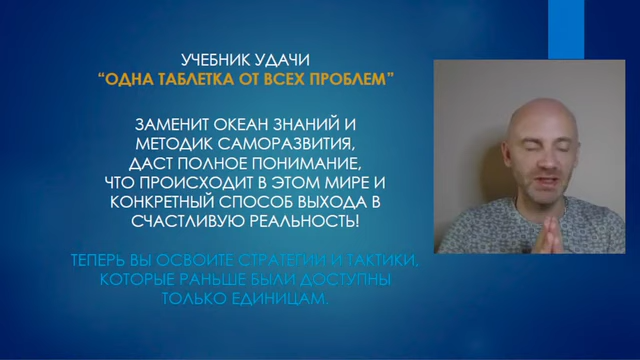 УЧЕБНИК УДАЧИ
“ОДНА ТАБЛЕТКА ОТ ВСЕХ ПРОБЛЕМ”
ЗАМЕНИТ ОКЕАН ЗНАНИЙ И
МЕТОДИК САМОРАЗВИТИЯ,
ДАСТ ПОЛНОЕ ПОНИМАНИЕ,
ЧТО ПРОИСХОДИТ В ЭТОМ МИРЕ И
КОНКРЕТНЫЙ СПОСОБ ВЫХОДА В
СЧАСТЛИВУЮ РЕАЛЬНОСТЬ!
ТЕПЕРЬ ВЫ ОСВОИТЕ СТРАТЕГИИ И ТАКТИКИ,
КОТОРЫЕ РАНЬШЕ БЫЛИ ДОСТУПНЫ
ТОЛЬКО ЕДИНИЦАМ.